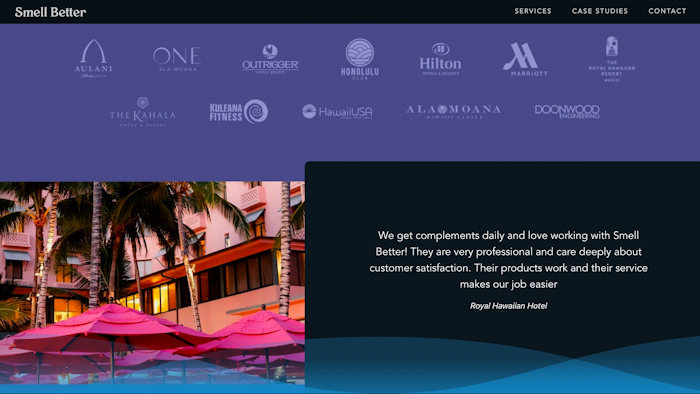 Smell Better
SERVICES CASE STUDIES CONTACT
AULANI
ONE
ALA MOANA
OUTRIGGER
HONOLULU
CLUB
Hilton
HOTELS & RESORTS
MARRIOTT
THE
ROYAL HAWAIIAN
RESORT
WAIKIKI
THE KAHALA
HOTEL & RESORT
KULEANA
FITNESS
HawaiiUSA
ALA MOANA
HAWAII'S CENTER
DOONWOOD
ENGINEERING
We get complements daily and love working with Smell
Better! They are very professional and care deeply about
customer satisfaction. Their products work and their service
makes our job easier
Royal Hawaiian Hotel